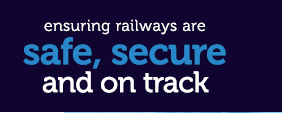 ensuring railways are
safe, secure
and on track